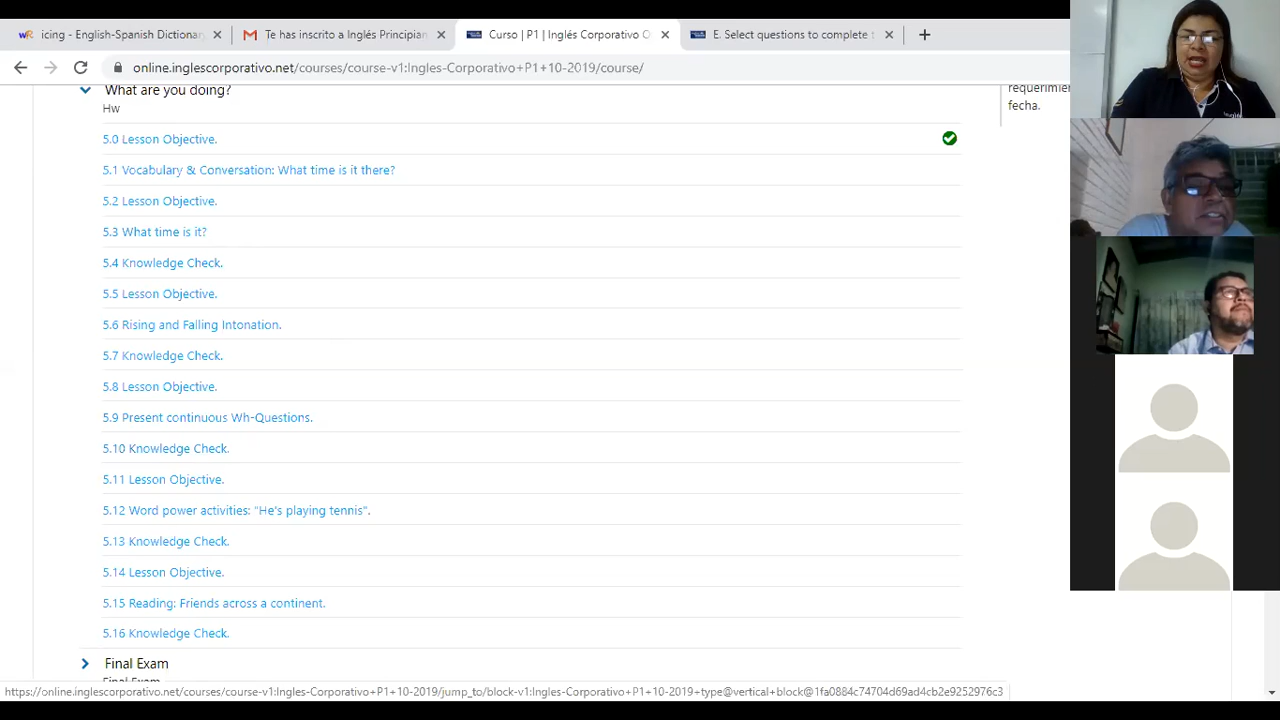 icing - English-Spanish Dictionary
Te has inscrito a Inglés Principian
Curso | P1 | Inglés Corporativo O
E. Select questions to complete t
online.inglescorporativo.net/courses/course-v1:Ingles-Corporativo+P1+10-2019/course/
What are you doing?
Hw
requerimie
fecha.
5.0 Lesson Objective.
5.1 Vocabulary & Conversation: What time is it there?
5.2 Lesson Objective.
5.3 What time is it?
5.4 Knowledge Check.
5.5 Lesson Objective.
5.6 Rising and Falling Intonation.
5.7 Knowledge Check.
5.8 Lesson Objective.
5.9 Present continuous Wh-Questions.
5.10 Knowledge Check.
5.11 Lesson Objective.
5.12 Word power activities: "He's playing tennis".
5.13 Knowledge Check.
5.14 Lesson Objective.
5.15 Reading: Friends across a continent.
5.16 Knowledge Check.
Final Exam
Final Exam
https://online.inglescorporativo.net/courses/course-v1:Ingles-Corporativo+P1+10-2019/jump_to/block-v1:Ingles-Corporativo+P1+10-2019+type@vertical+block@1fa0884c74704d69ad4cb2e9252976c3